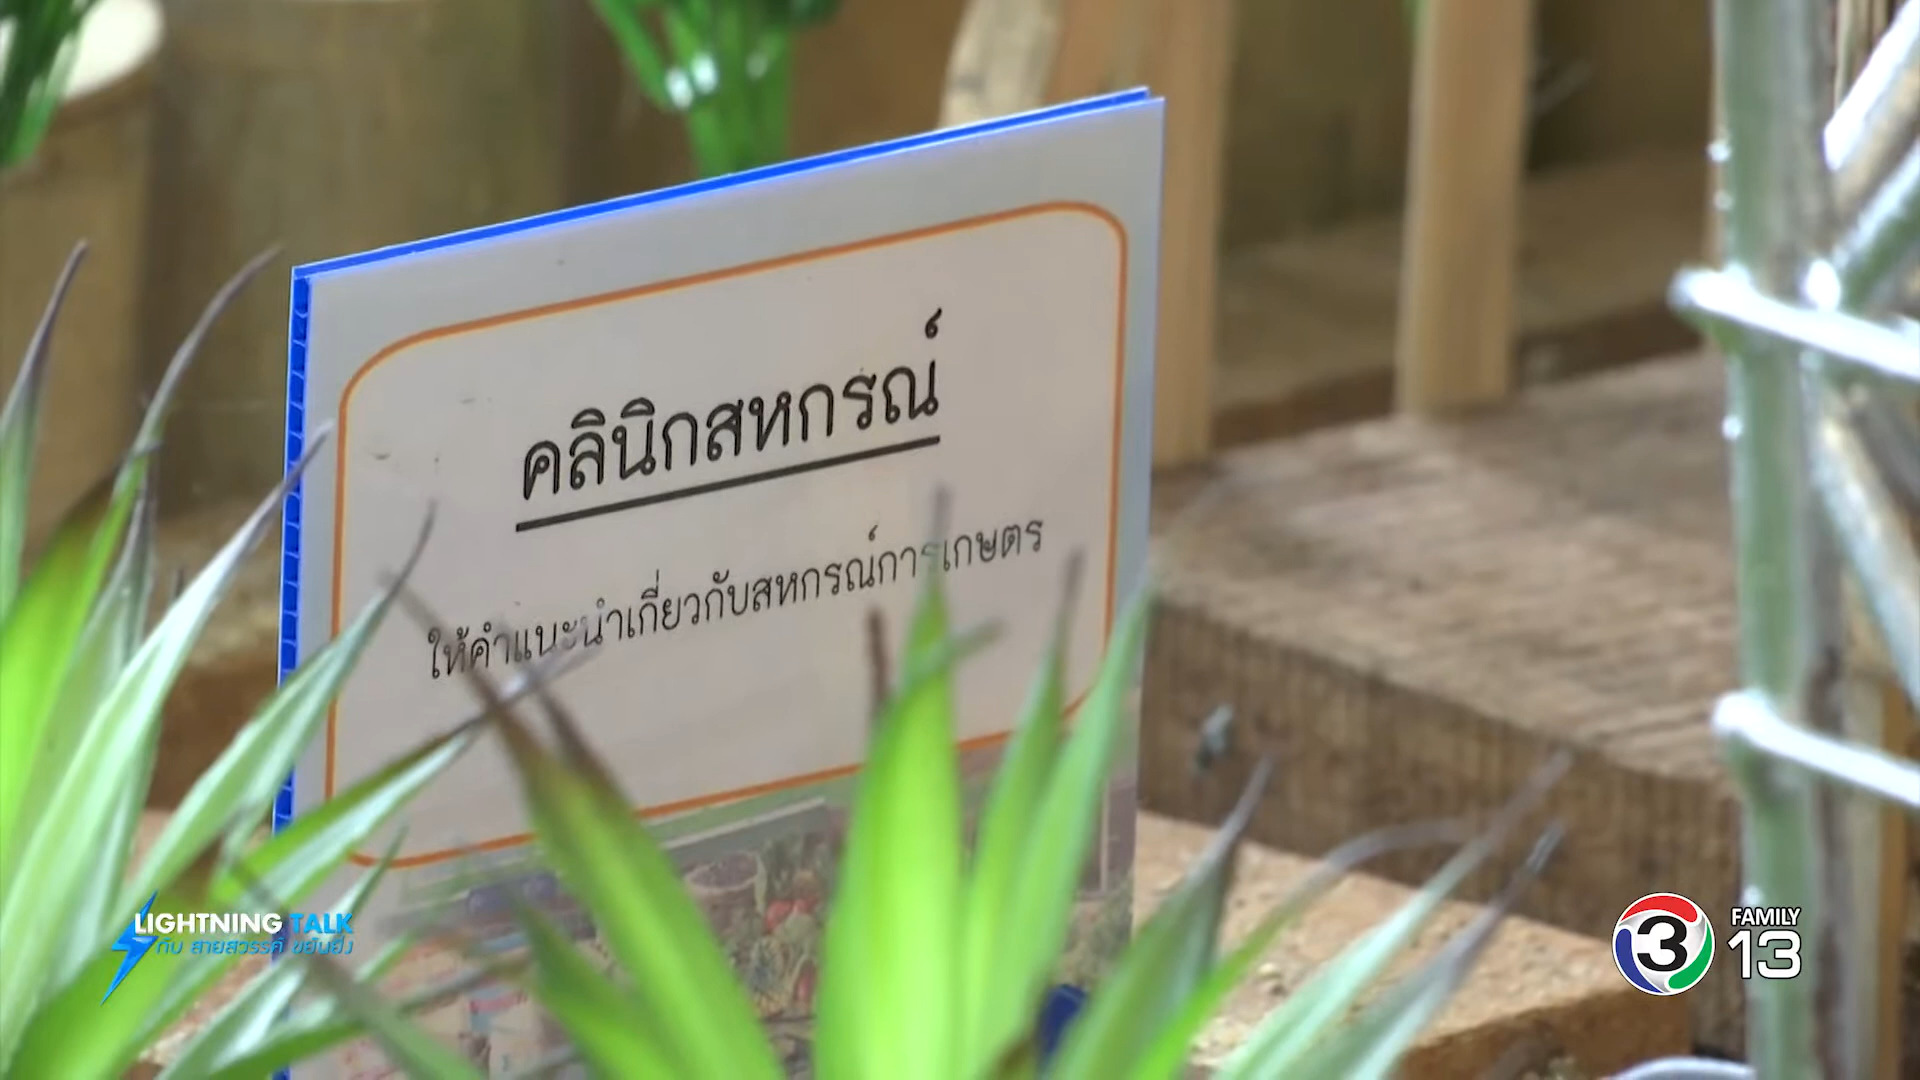 คลินิกสหกรณ์
ให้คำแนะนำเกี่ยวกับสหกรณ์การเกษตร
LIGHTNING TALK
กับ สายสวรรค์ ขยันยิ่ง
3 FAMILY
13